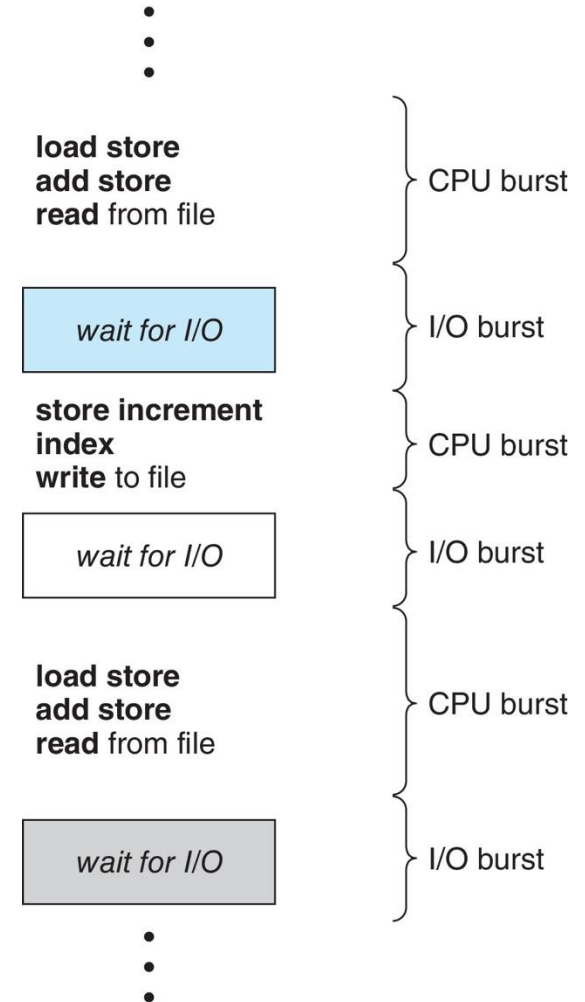 load store
add store
read from file
CPU burst
wait for I/O
I/O burst
store increment
index
write to file
CPU burst
wait for I/O
I/O burst
load store
add store
read from file
CPU burst
wait for I/O
I/O burst